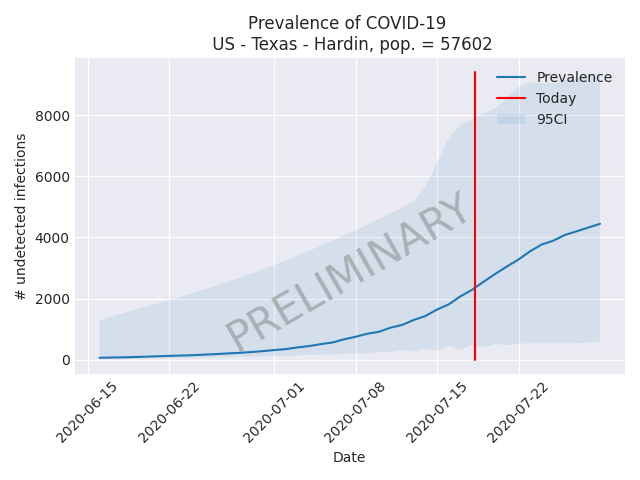 Prevalence of COVID-19
US - Texas - Hardin, pop. = 57602
Prevalence
Today
95CI
# undetected infections
8000
6000
4000
2000
0
PRELIMINARY
2020-06-15
2020-06-22
2020-07-01
2020-07-08
2020-07-15
2020-07-22
Date